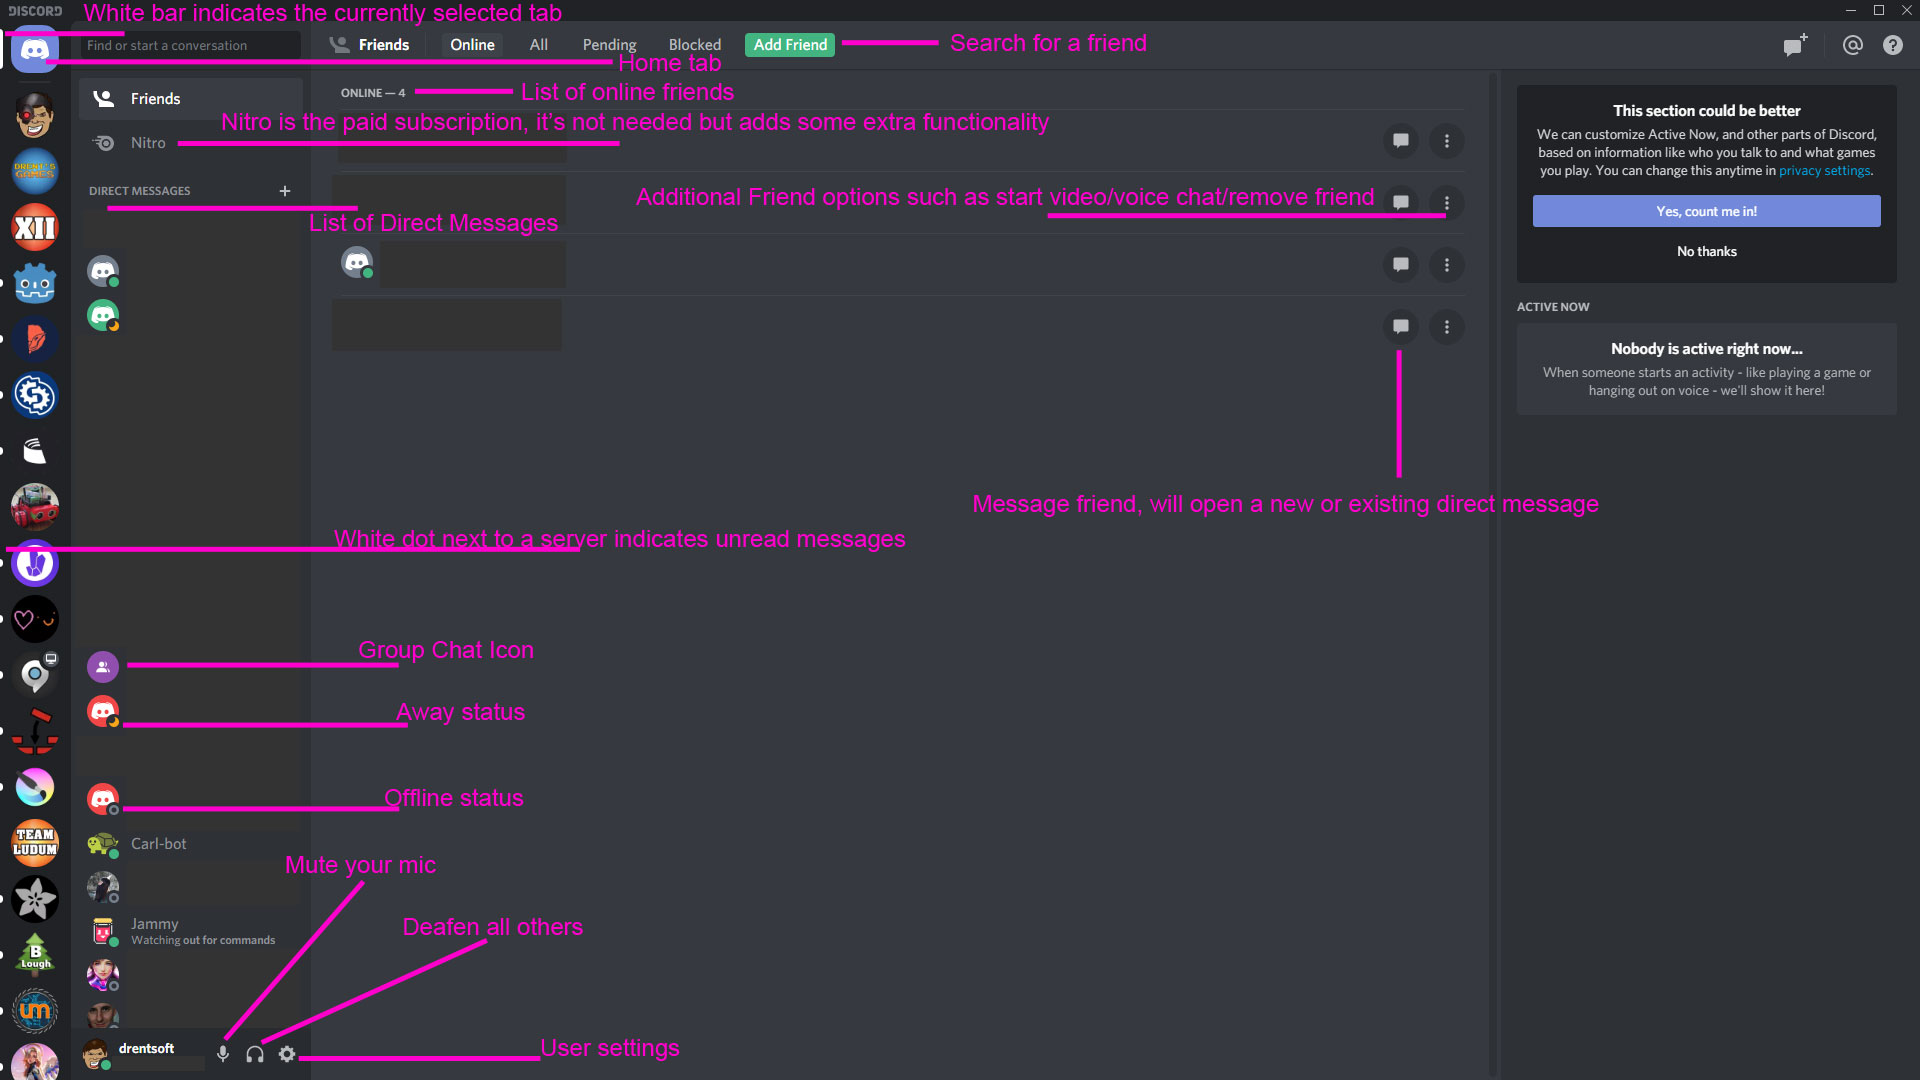 DISCORD
White bar indicates the currently selected tab
Find or start a conversation
Friends
Online
All
Pending
Blocked
Add Friend
Search for a friend
Home tab
Friends
ONLINE — 4
List of online friends
Nitro is the paid subscription, it's not needed but adds some extra functionality
Nitro
DIRECT MESSAGES
List of Direct Messages
Additional Friend options such as start video/voice chat/remove friend
This section could be better
We can customize Active Now, and other parts of Discord,
based on information like who you talk to and what games
you play. You can change this anytime in privacy settings.
Yes, count me in!
No thanks
ACTIVE NOW
Nobody is active right now...
When someone starts an activity - like playing a game or
hanging out on voice - we'll show it here!
DRENT'S
GAMES
XII
Message friend, will open a new or existing direct message
White dot next to a server indicates unread messages
Group Chat Icon
Away status
Offline status
TEAM
LUDUM
Carl-bot
Mute your mic
Jammy
Watching out for commands
Deafen all others
B
Lough
um
drentsoft
User settings